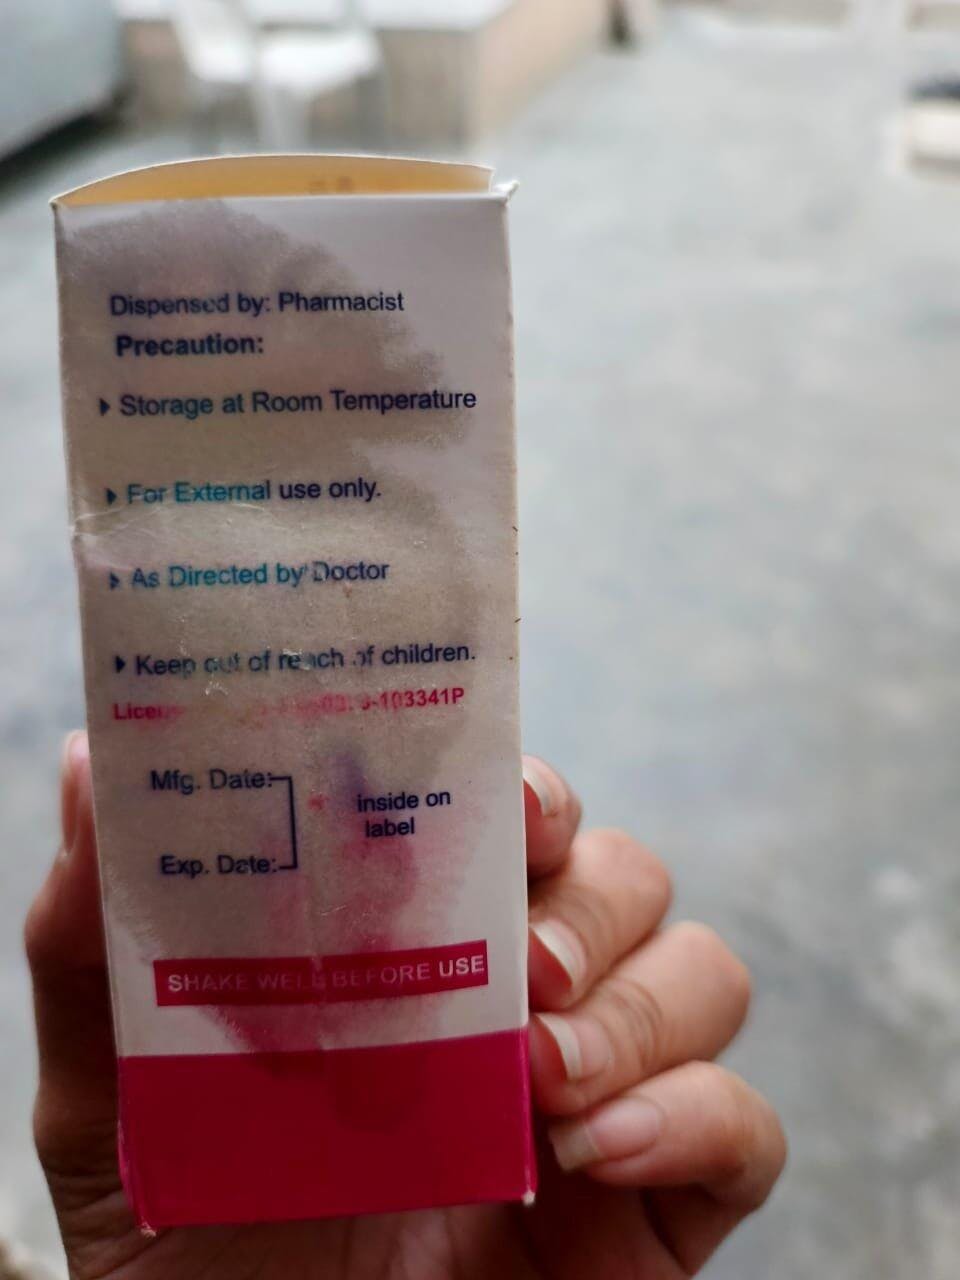 Dispensed by: Pharmacist
Precaution:
Storage at Room Temperature
For External use only.
As Directed by Doctor
Keep out of reach of children.
-103341P
Mfg. Date:
inside on
label
Exp. Date:
SHAKE WELL BEFORE USE